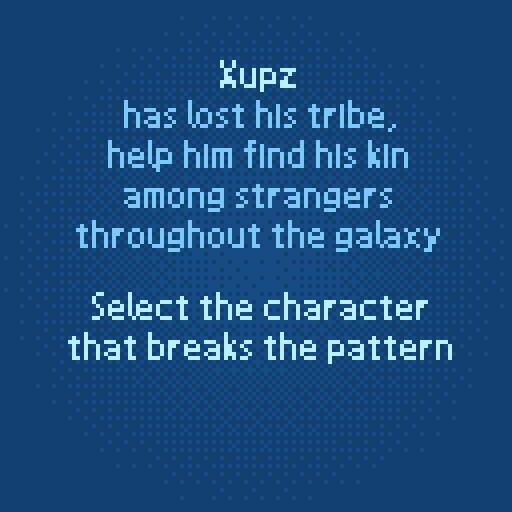 Xupz
has lost his tribe,
help him find his kin
among strangers
throughout the galaxy
Select the character
that breaks the pattern